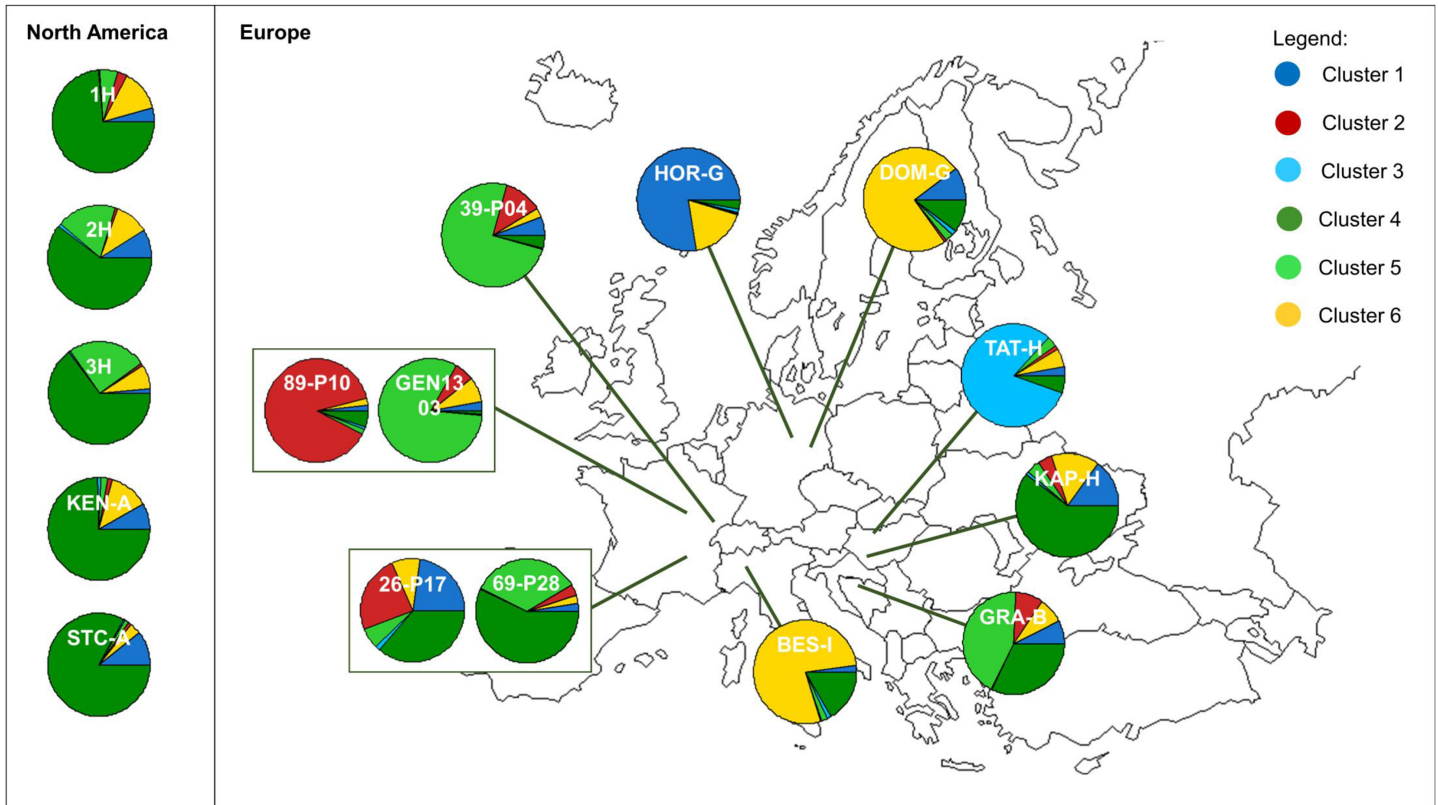 North America
Europe
Legend:
Cluster 1
Cluster 2
Cluster 3
Cluster 4
Cluster 5
Cluster 6
1H
2H
3H
KEN-A
STC-A
39-P04
HOR-G
DOM-G
89-P10
GEN13
03
TAT-H
KAP-H
26-P17
69-P28
BES-I
GRA-B